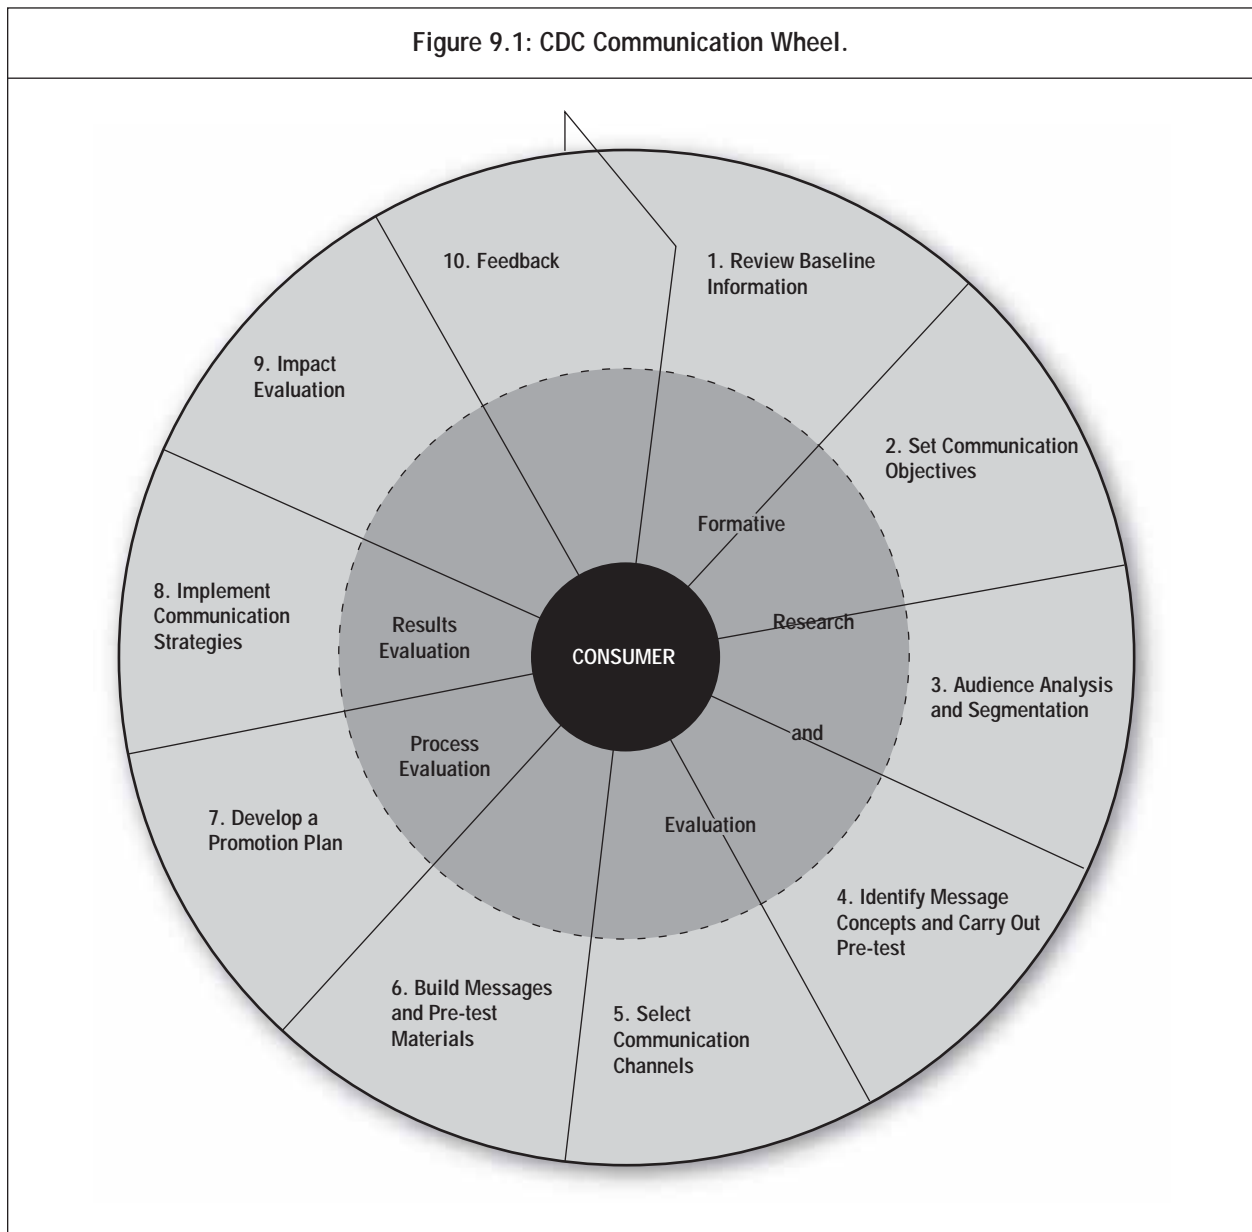 Figure 9.1: CDC Communication Wheel.
1. Review Baseline
Information
2. Set Communication
Objectives
3. Audience Analysis
and Segmentation
4. Identify Message
Concepts and Carry Out
Pre-test
5. Select
Communication
Channels
6. Build Messages
and Pre-test
Materials
7. Develop a
Promotion Plan
8. Implement
Communication
Strategies
9. Impact
Evaluation
10. Feedback
Formative
Research
and
Evaluation
Process
Evaluation
Results
Evaluation
CONSUMER